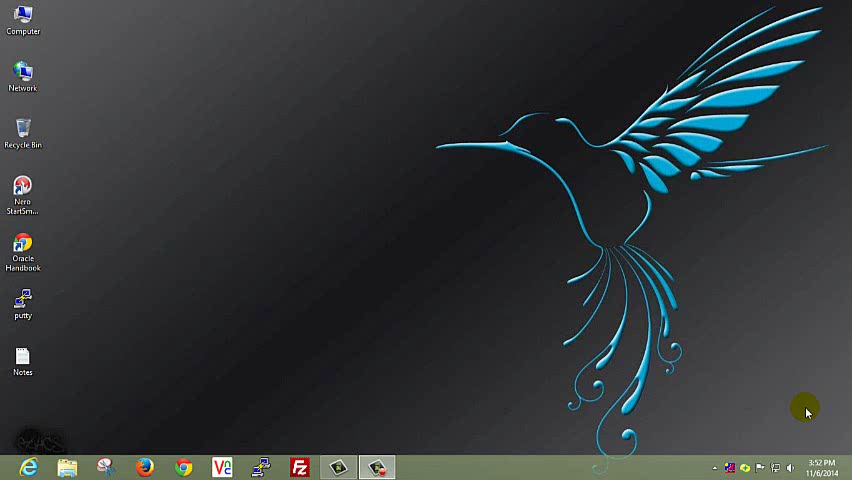 Computer
Network
Recycle Bin
Nero
StartSm...
Oracle
Handbook
putty
Notes
3:52 PM
11/6/2014